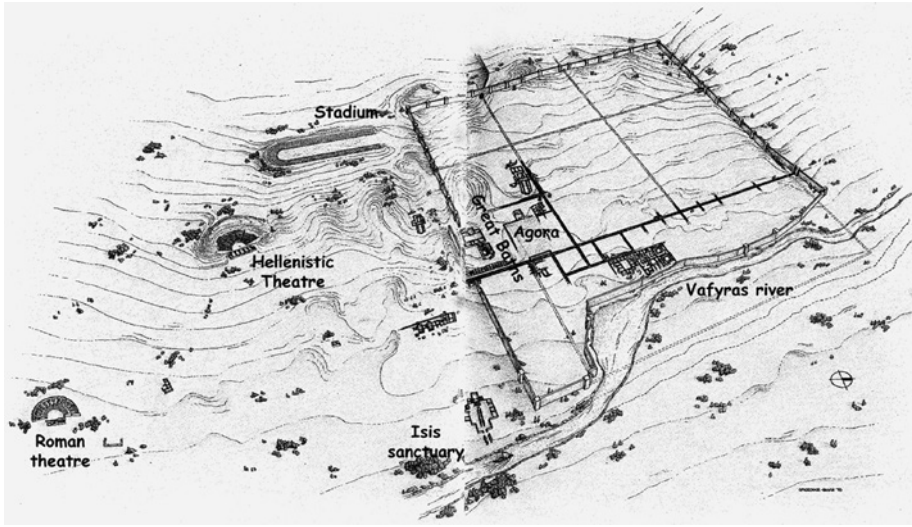 Stadium
Great Baths
Agora
Hellenistic
Theatre
Vafyras river
Roman
theatre
Isis
sanctuary